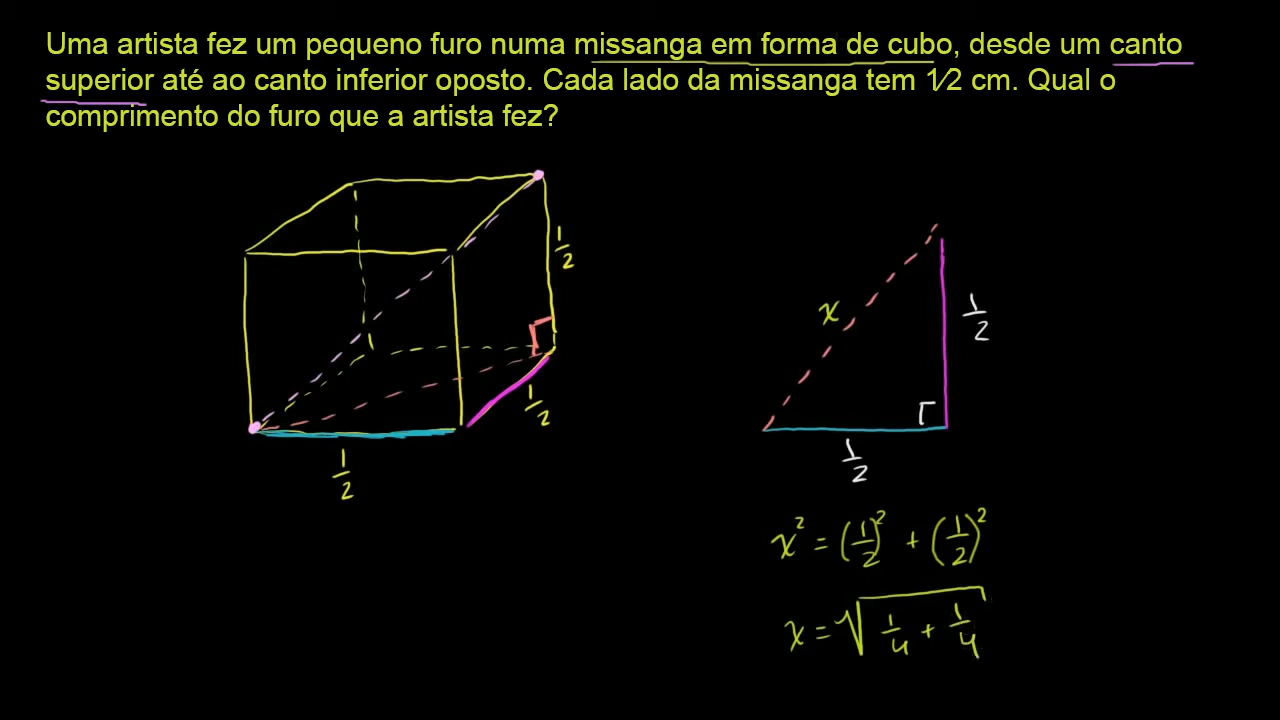 Uma artista fez um pequeno furo numa missanga em forma de cubo, desde um canto
superior até ao canto inferior oposto. Cada lado da missanga tem 1⁄2 cm. Qual o
comprimento do furo que a artista fez?
1/2
1/2
1/2
x
1/2
1/2
x² = (1/2)² + (1/2)²
x = √(1/4 + 1/4)